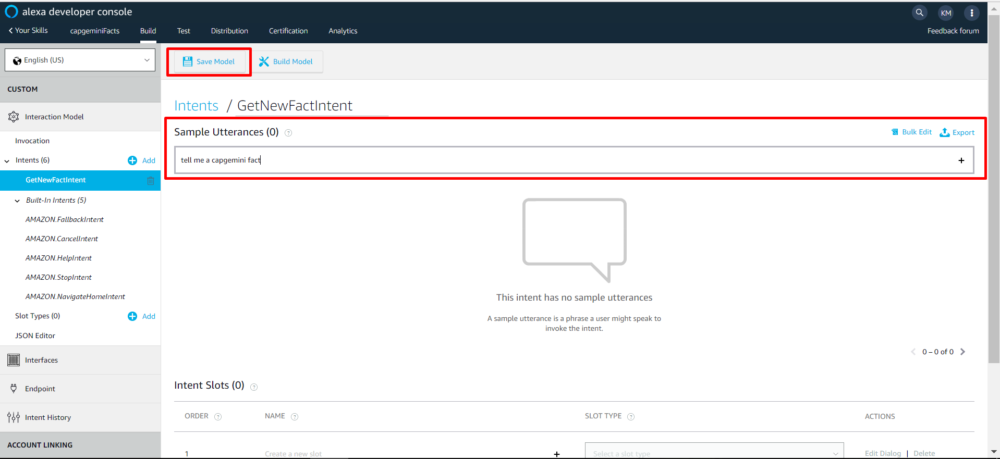 alexa developer console
KM
Your Skills
capgeminiFacts
Build
Test
Distribution
Certification
Analytics
Feedback forum
English (US)
Save Model
Build Model
CUSTOM
Interaction Model
Invocation
Intents (6)
Add
GetNewFactIntent
Built-In Intents (5)
AMAZON.FallbackIntent
AMAZON.CancelIntent
AMAZON.HelpIntent
AMAZON.StopIntent
AMAZON.NavigateHomeIntent
Slot Types (0)
Add
JSON Editor
Interfaces
Endpoint
Intent History
ACCOUNT LINKING
Intents / GetNewFactIntent
Sample Utterances (0) ?
Bulk Edit
Export
tell me a capgemini fact
+
This intent has no sample utterances
A sample utterance is a phrase a user might speak to
invoke the intent.
0 – 0 of 0
Intent Slots (0) ?
ORDER ?
NAME ?
SLOT TYPE ?
ACTIONS
1
Create a new slot
+
Select a slot type
Edit Dialog | Delete